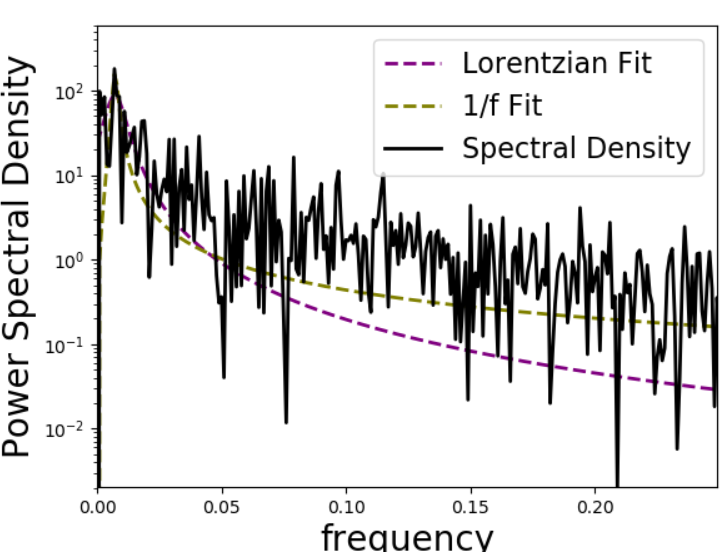 Power Spectral Density
10²
10¹
10⁰
10⁻¹
10⁻²
Lorentzian Fit
1/f Fit
Spectral Density
0.00 0.05 0.10 0.15 0.20
frequency